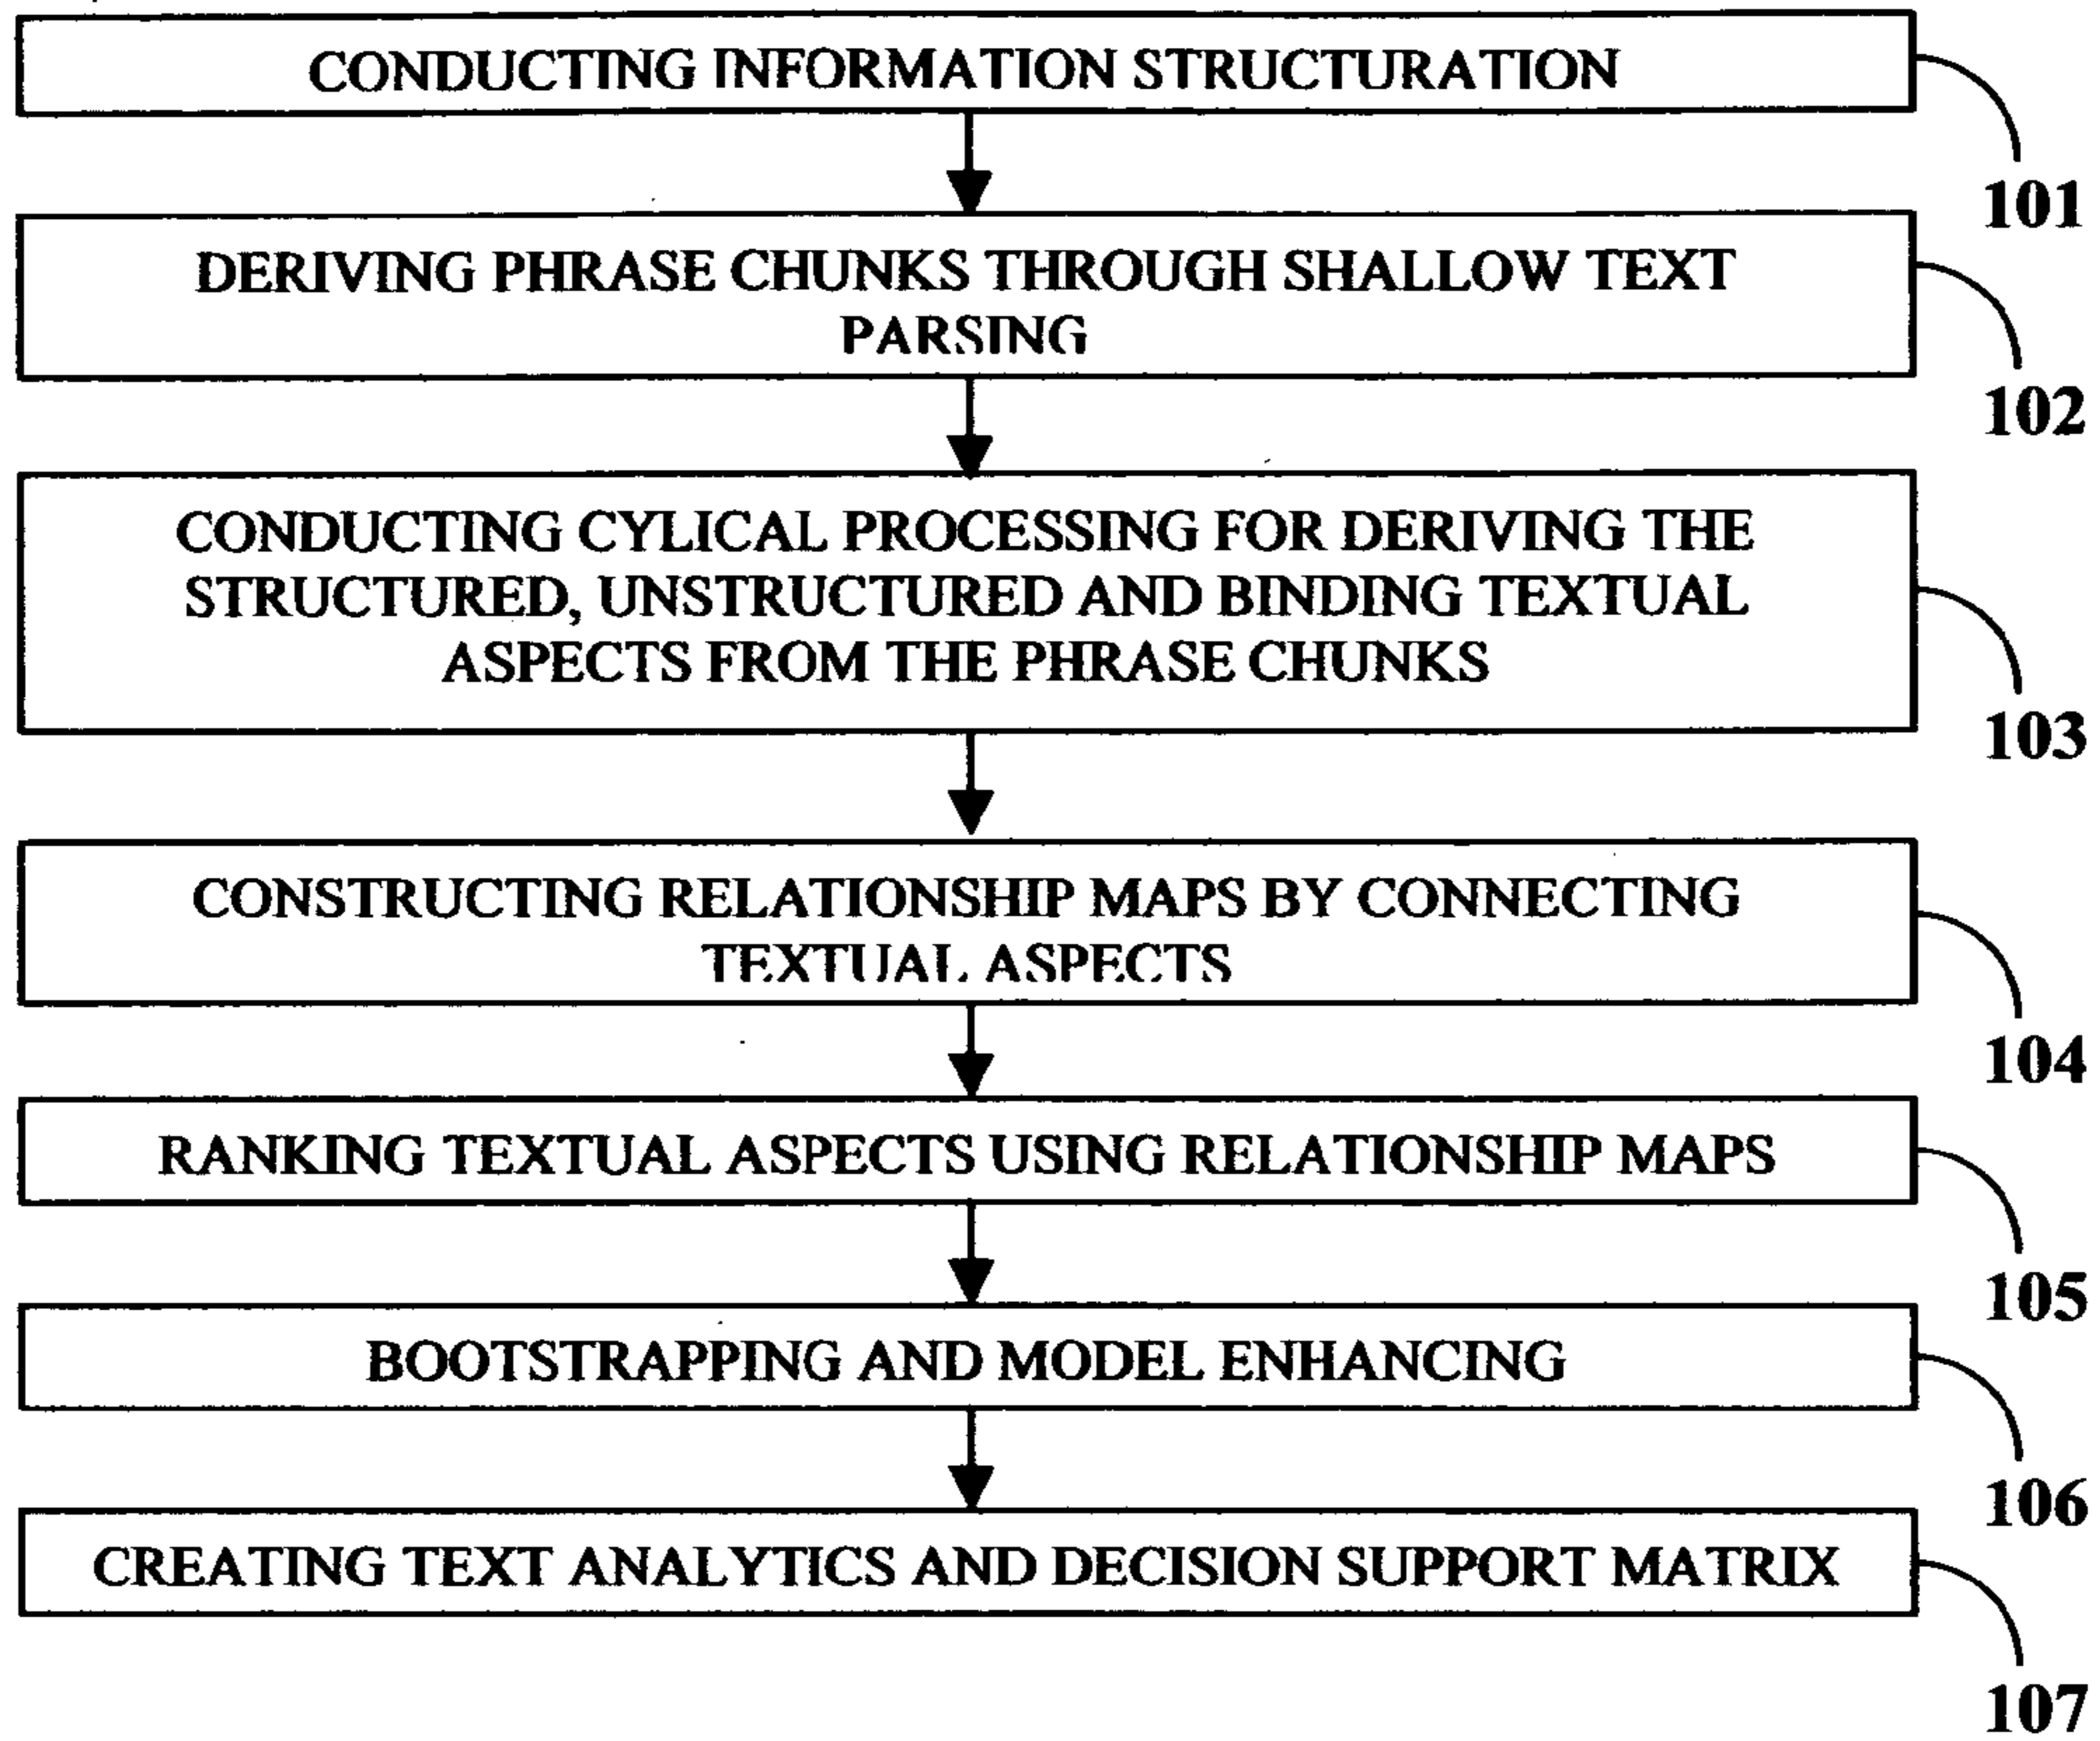 CONDUCTING INFORMATION STRUCTURATION
101
DERIVING PHRASE CHUNKS THROUGH SHALLOW TEXT
PARSING
102
CONDUCTING CYLICAL PROCESSING FOR DERIVING THE
STRUCTURED, UNSTRUCTURED AND BINDING TEXTUAL
ASPECTS FROM THE PHRASE CHUNKS
103
CONSTRUCTING RELATIONSHIP MAPS BY CONNECTING
TEXTUAL ASPECTS
104
RANKING TEXTUAL ASPECTS USING RELATIONSHIP MAPS
105
BOOTSTRAPPING AND MODEL ENHANCING
106
CREATING TEXT ANALYTICS AND DECISION SUPPORT MATRIX
107